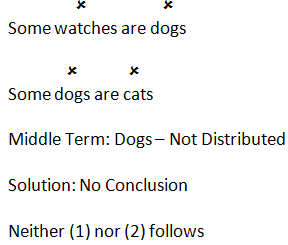 × ×
Some watches are dogs
× ×
Some dogs are cats
Middle Term: Dogs – Not Distributed
Solution: No Conclusion
Neither (1) nor (2) follows